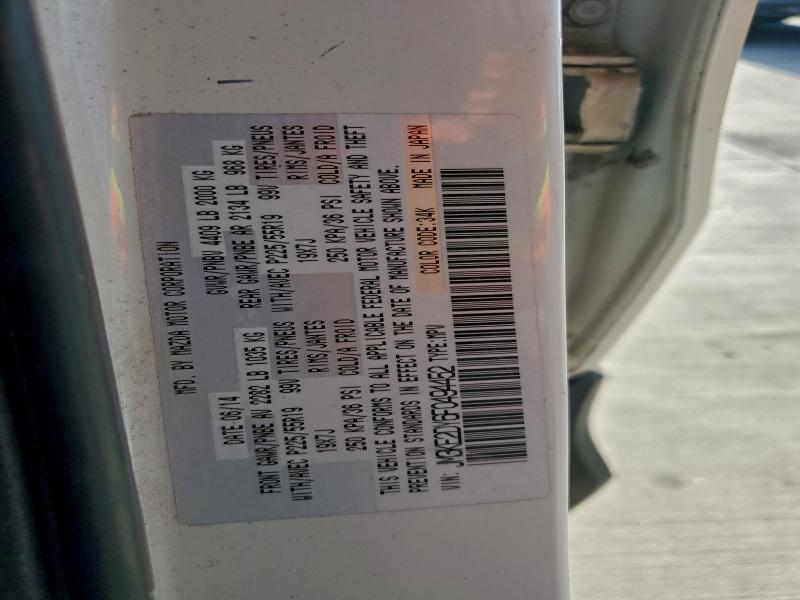 MFD. BY MAZDA MOTOR CORPORATION
DATE 06/14 GVWR/PNBV 4409 LB 2000 KG
FRONT GAWR/PNBE AV 2282 LB 1035 KG REAR GAWR/PNBE AR 2134 LB 968 KG
WITH/AVEC P225/55R19 99V TIRES/PNEUS WITH/AVEC P225/55R19 99V TIRES/PNEUS
19X7J RIMS/JANTES 19X7J RIMS/JANTES
250 KPA/36 PSI COLD/A FROID 250 KPA/36 PSI COLD/A FROID
THIS VEHICLE CONFORMS TO ALL APPLICABLE FEDERAL MOTOR VEHICLE SAFETY AND THEFT
PREVENTION STANDARDS IN EFFECT ON THE DATE OF MANUFACTURE SHOWN ABOVE.
COLOR CODE:34K MADE IN JAPAN
VIN: JM3KE2DY6F0494452 TYPE:MPV